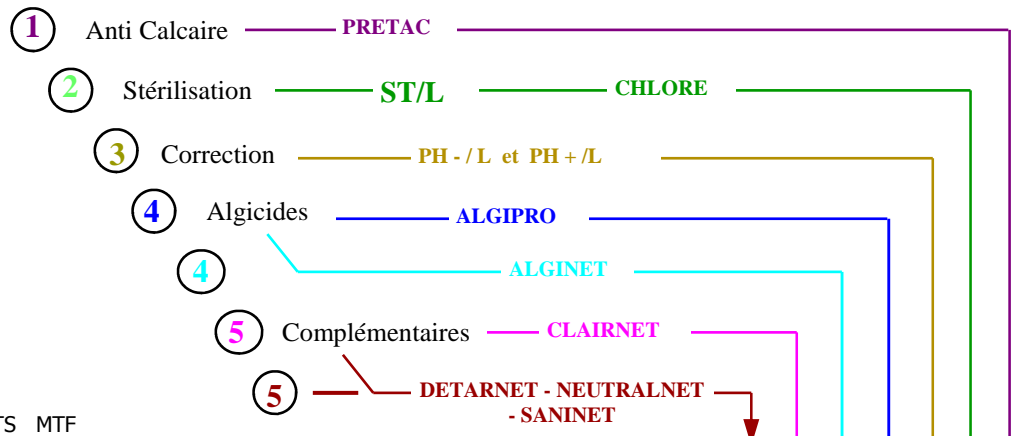 1 Anti Calcaire PRETAC
2 Stérilisation ST/L CHLORE
3 Correction PH - / L et PH + /L
4 Algicides ALGIPRO
4 ALGINET
5 Complémentaires CLAIRNET
5 DETARNET - NEUTRALNET
- SANINET
TS MTF